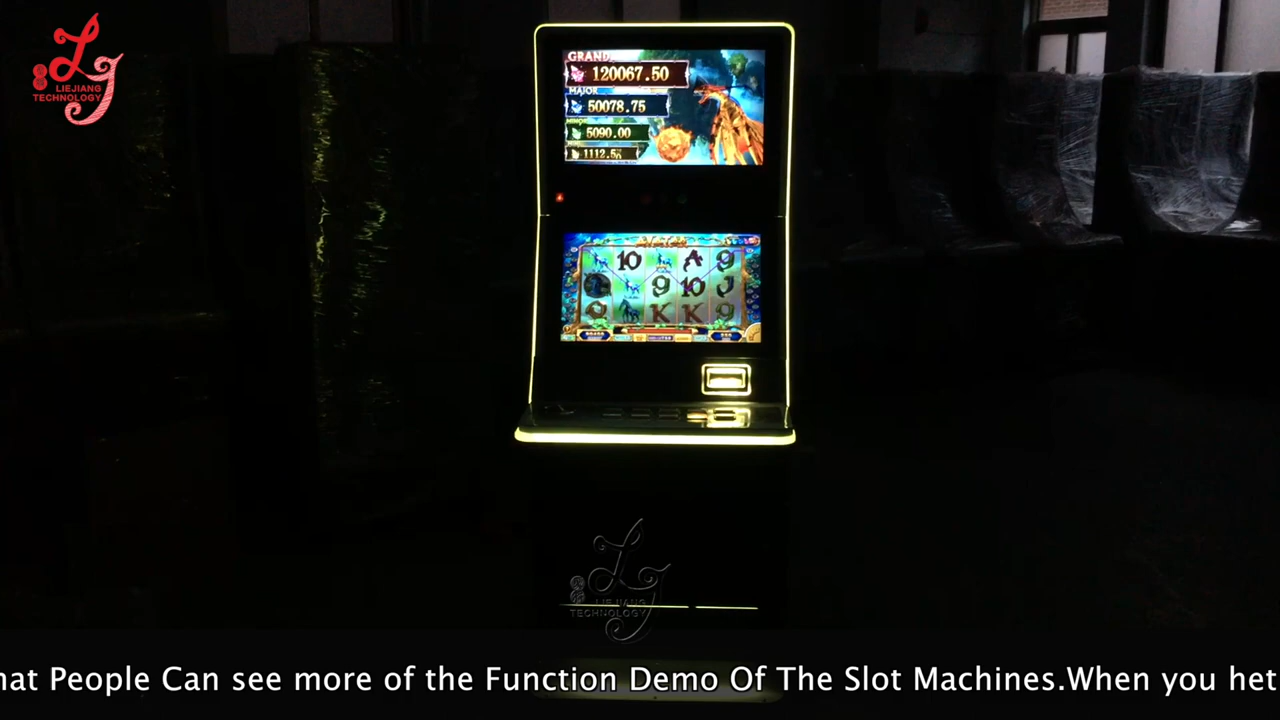 LIEJIANG
TECHNOLOGY
GRAND
120067.50
MAJOR
50078.75
MINOR
5090.00
10 A 9
9 10 J
Q K K 9
LIEJIANG
TECHNOLOGY
hat People Can see more of the Function Demo Of The Slot Machines.When you het